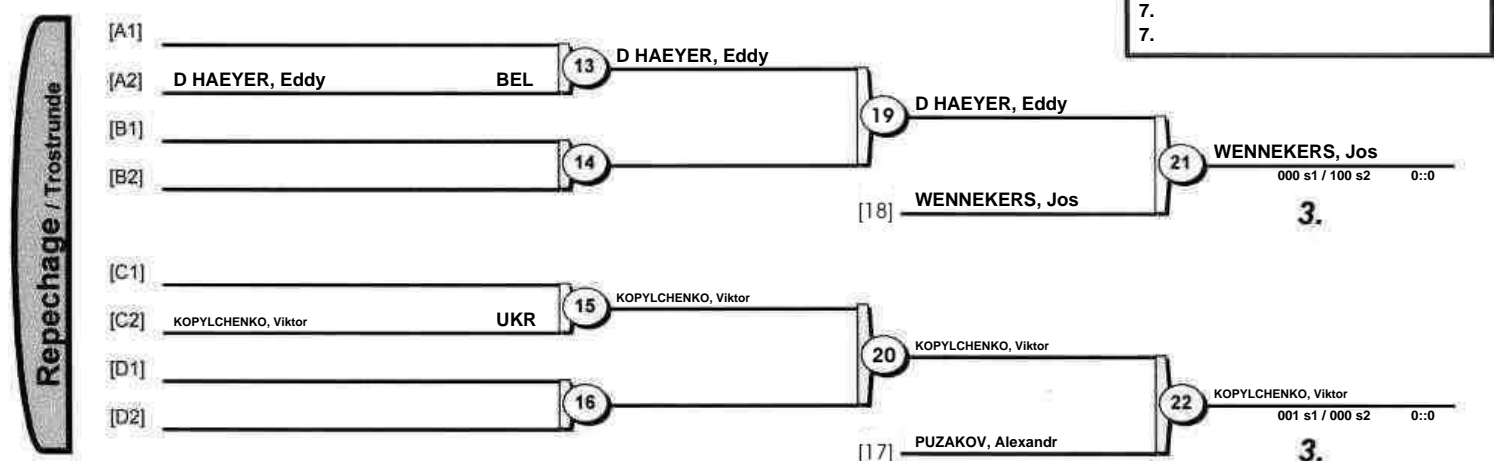 7.
7.
Repechage / Trostrunde
[A1]
13
D HAEYER, Eddy
[A2] D HAEYER, Eddy BEL
19
D HAEYER, Eddy
[B1]
14
[B2]
21
WENNEKERS, Jos
000 s1 / 100 s2 0::0
[18] WENNEKERS, Jos
3.
[C1]
15
KOPYLCHENKO, Viktor
[C2] KOPYLCHENKO, Viktor UKR
20
KOPYLCHENKO, Viktor
[D1]
16
[D2]
22
KOPYLCHENKO, Viktor
001 s1 / 000 s2 0::0
[17] PUZAKOV, Alexandr
3.